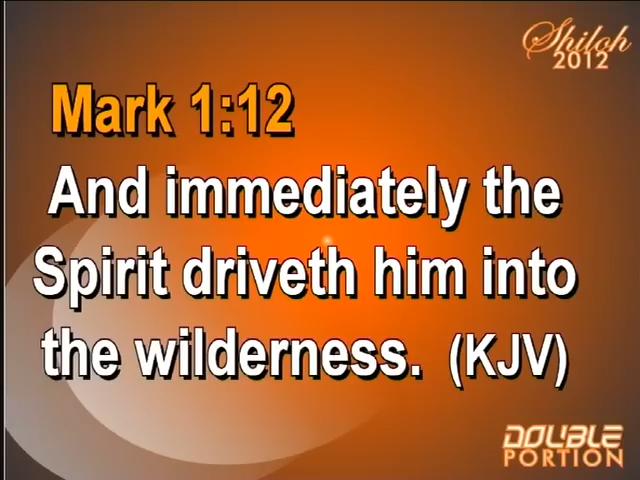 Shiloh
2012
Mark 1:12
And immediately the
Spirit driveth him into
the wilderness. (KJV)
DOUBLE
PORTION